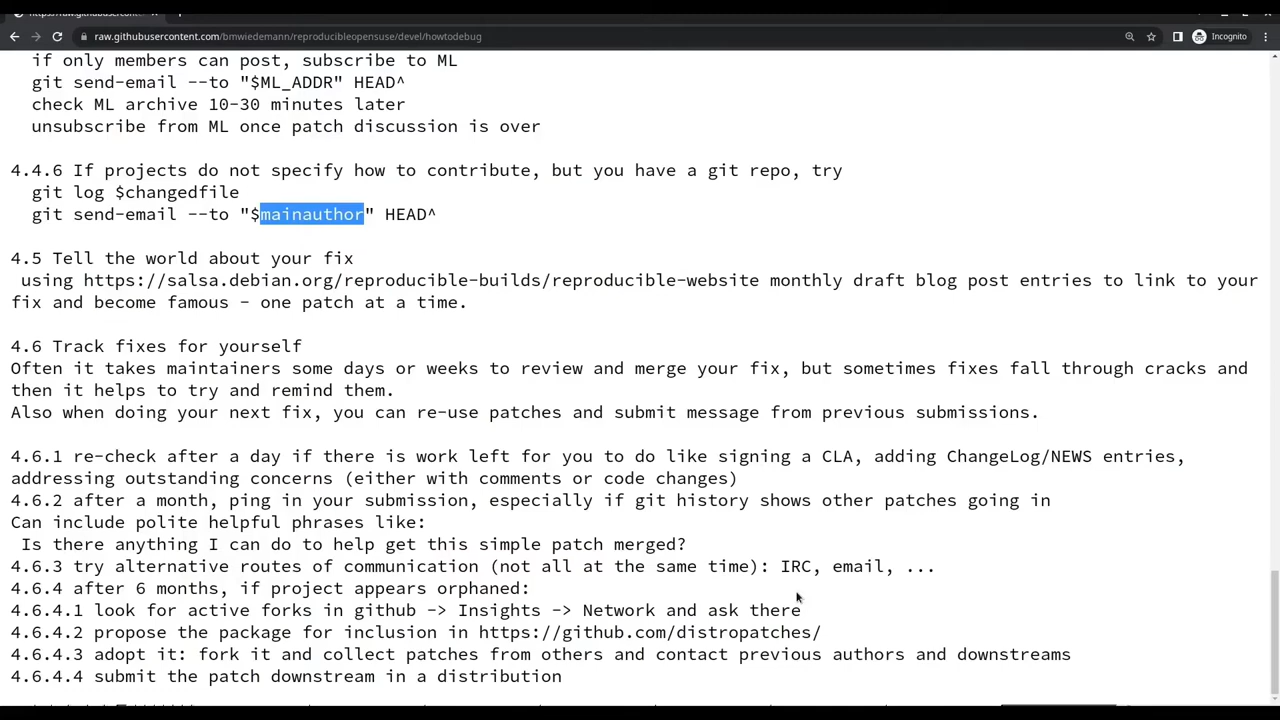 https://raw.githubusercontent
raw.githubusercontent.com/bmwiedemann/reproducibleopensuse/devel/howtodebug
Incognito
if only members can post, subscribe to ML
git send-email --to "$ML_ADDR" HEAD^
check ML archive 10-30 minutes later
unsubscribe from ML once patch discussion is over
4.4.6 If projects do not specify how to contribute, but you have a git repo, try
git log $changedfile
git send-email --to "$mainauthor" HEAD^
4.5 Tell the world about your fix
using https://salsa.debian.org/reproducible-builds/reproducible-website monthly draft blog post entries to link to your
fix and become famous - one patch at a time.
4.6 Track fixes for yourself
Often it takes maintainers some days or weeks to review and merge your fix, but sometimes fixes fall through cracks and
then it helps to try and remind them.
Also when doing your next fix, you can re-use patches and submit message from previous submissions.
4.6.1 re-check after a day if there is work left for you to do like signing a CLA, adding ChangeLog/NEWS entries,
addressing outstanding concerns (either with comments or code changes)
4.6.2 after a month, ping in your submission, especially if git history shows other patches going in
Can include polite helpful phrases like:
Is there anything I can do to help get this simple patch merged?
4.6.3 try alternative routes of communication (not all at the same time): IRC, email, ...
4.6.4 after 6 months, if project appears orphaned:
4.6.4.1 look for active forks in github -> Insights -> Network and ask there
4.6.4.2 propose the package for inclusion in https://github.com/distropatches/
4.6.4.3 adopt it: fork it and collect patches from others and contact previous authors and downstreams
4.6.4.4 submit the patch downstream in a distribution